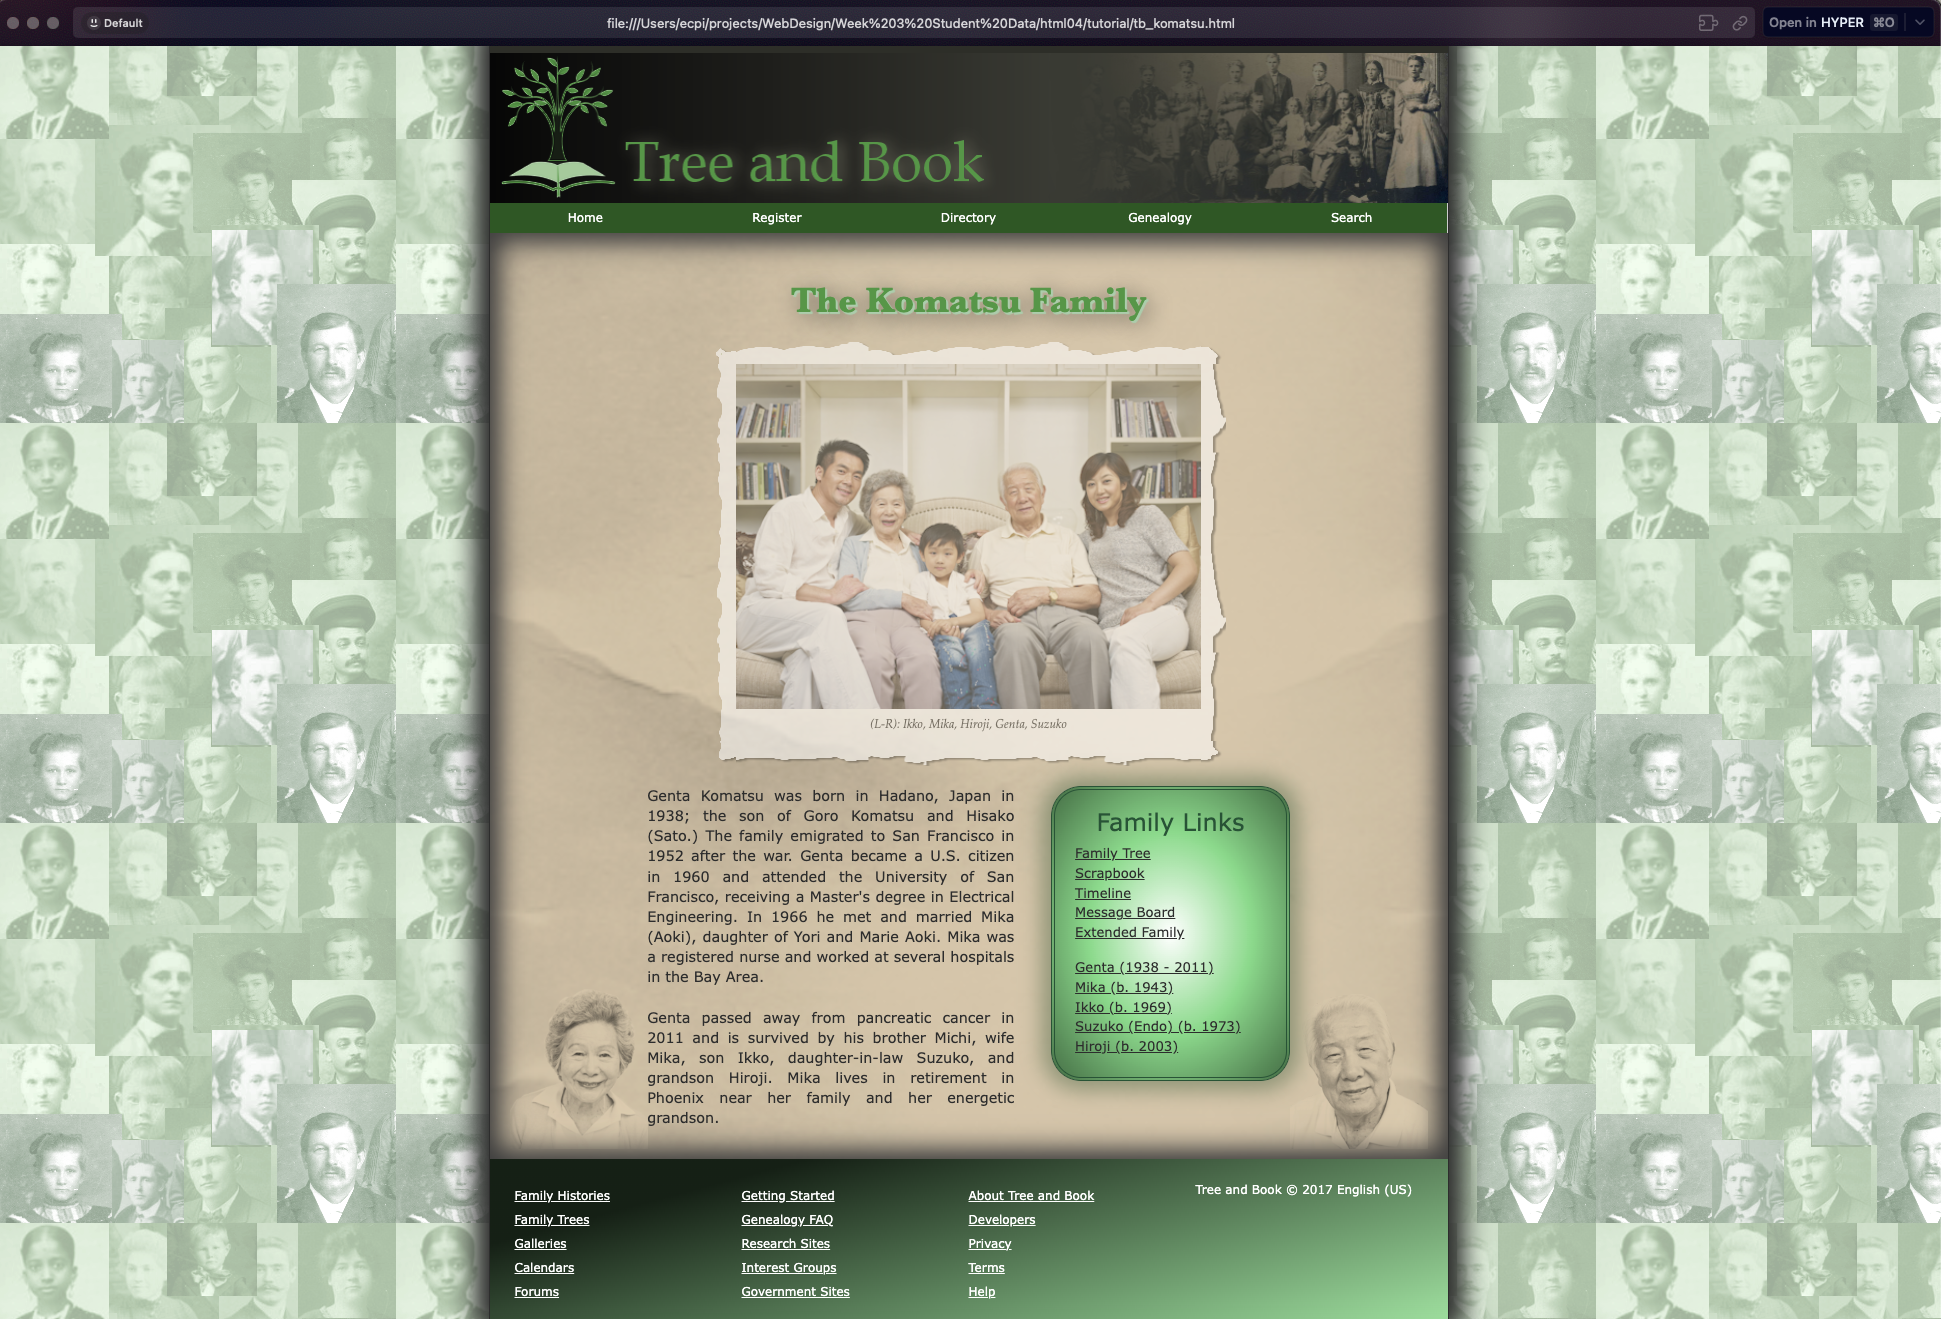 Default
file:///Users/ecpi/projects/WebDesign/Week%203%20Student%20Data/html04/tutorial/tb_komatsu.html
Open in HYPER ⌘O
Tree and Book
Home Register Directory Genealogy Search
The Komatsu Family
(L-R): Ikko, Mika, Hiroji, Genta, Suzuko
Genta Komatsu was born in Hadano, Japan in
1938; the son of Goro Komatsu and Hisako
(Sato.) The family emigrated to San Francisco in
1952 after the war. Genta became a U.S. citizen
in 1960 and attended the University of San
Francisco, receiving a Master's degree in Electrical
Engineering. In 1966 he met and married Mika
(Aoki), daughter of Yori and Marie Aoki. Mika was
a registered nurse and worked at several hospitals
in the Bay Area.
Genta passed away from pancreatic cancer in
2011 and is survived by his brother Michi, wife
Mika, son Ikko, daughter-in-law Suzuko, and
grandson Hiroji. Mika lives in retirement in
Phoenix near her family and her energetic
grandson.
Family Links
Family Tree
Scrapbook
Timeline
Message Board
Extended Family
Genta (1938 - 2011)
Mika (b. 1943)
Ikko (b. 1969)
Suzuko (Endo) (b. 1973)
Hiroji (b. 2003)
Family Histories
Family Trees
Galleries
Calendars
Forums
Getting Started
Genealogy FAQ
Research Sites
Interest Groups
Government Sites
About Tree and Book
Developers
Privacy
Terms
Help
Tree and Book © 2017 English (US)